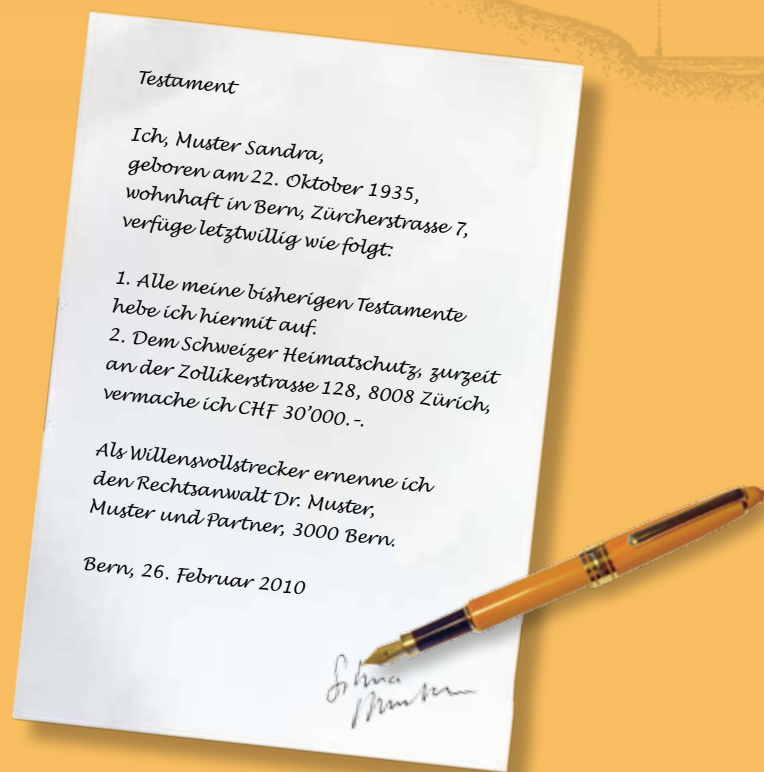 Testament
Ich, Muster Sandra,
geboren am 22. Oktober 1935,
wohnhaft in Bern, Zürcherstrasse 7,
verfüge letztwillig wie folgt:
1. Alle meine bisherigen Testamente
hebe ich hiermit auf.
2. Dem Schweizer Heimatschutz, zurzeit
an der Zollikerstrasse 128, 8008 Zürich,
vermache ich CHF 30’000.-.
Als Willensvollstrecker ernenne ich
den Rechtsanwalt Dr. Muster,
Muster und Partner, 3000 Bern.
Bern, 26. Februar 2010